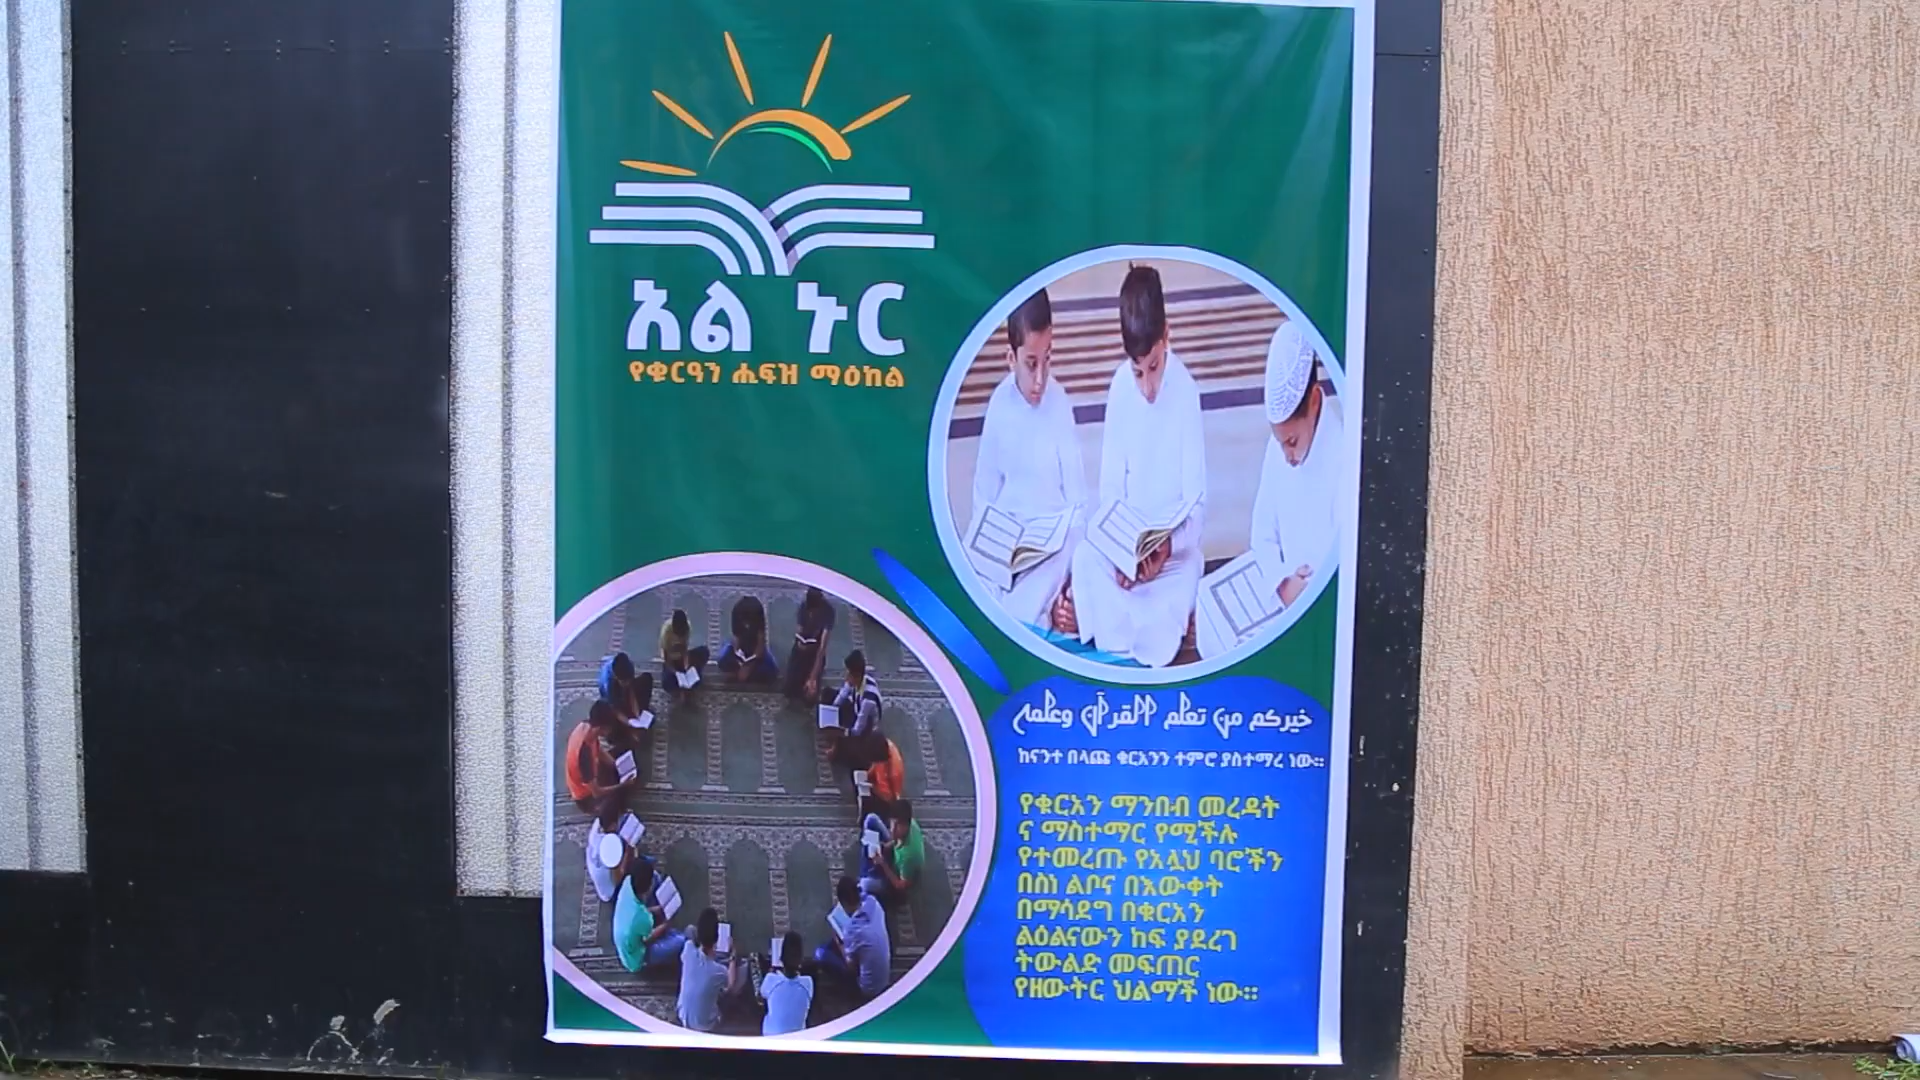 አል ኑር
የቁርዓን ሒፍዝ ማዕከል
خيركم من تعلم القرآن وعلمه
ከናንተ በላጩ ቁርአንን ተምሮ ያስተማረ ነው።
የቁርአን ማንበብ መረዳት
ና ማስተማር የሚችሉ
የተመረጡ የአሏህ ባሮችን
በስነ ልቦና በእውቀት
በማሳደግ በቁርአን
ልዕልናውን ከፍ ያደረገ
ትውልድ መፍጠር
የዘውትር ህልማች ነው።